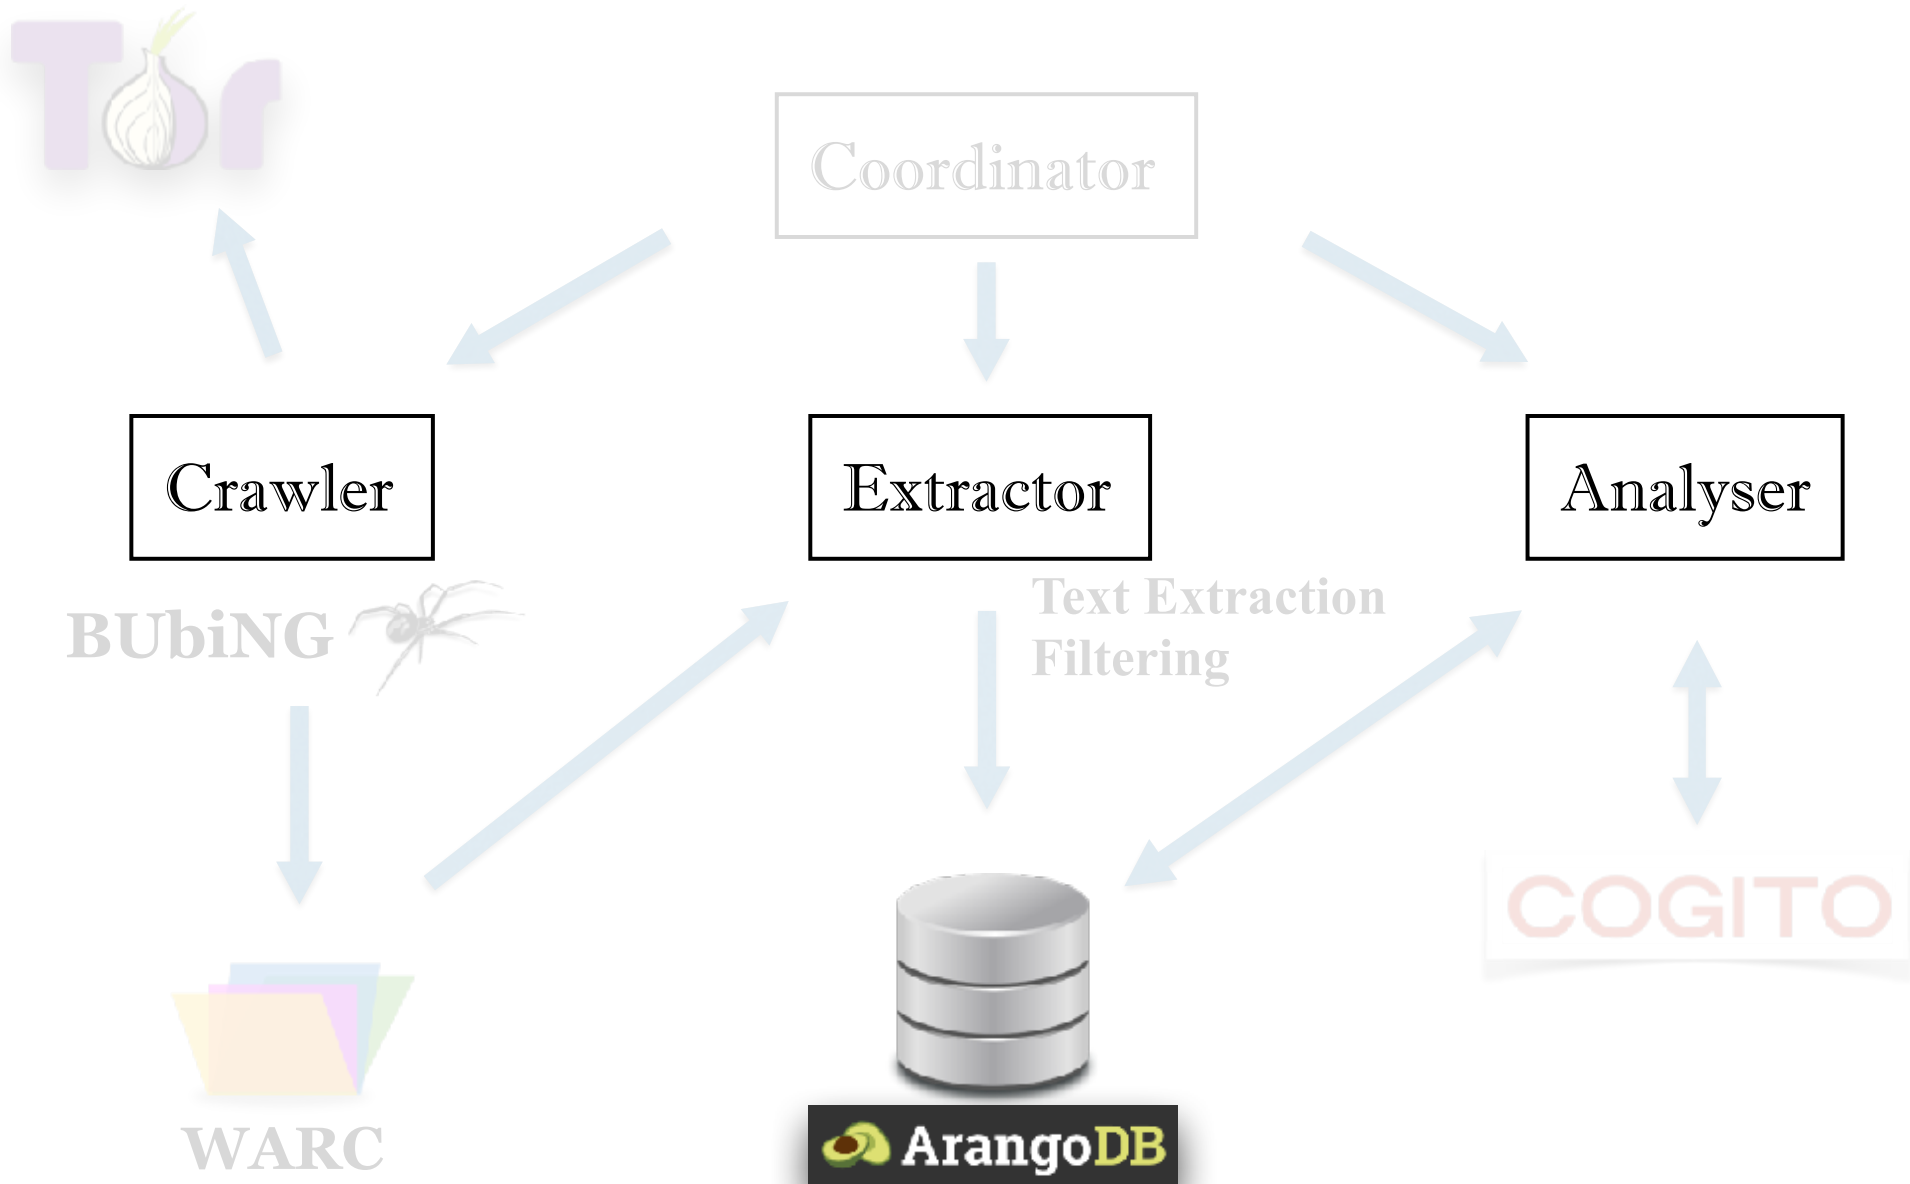 Tor
Coordinator
Crawler
Extractor
Analyser
BUbiNG
Text Extraction
Filtering
COGITO
WARC
ArangoDB